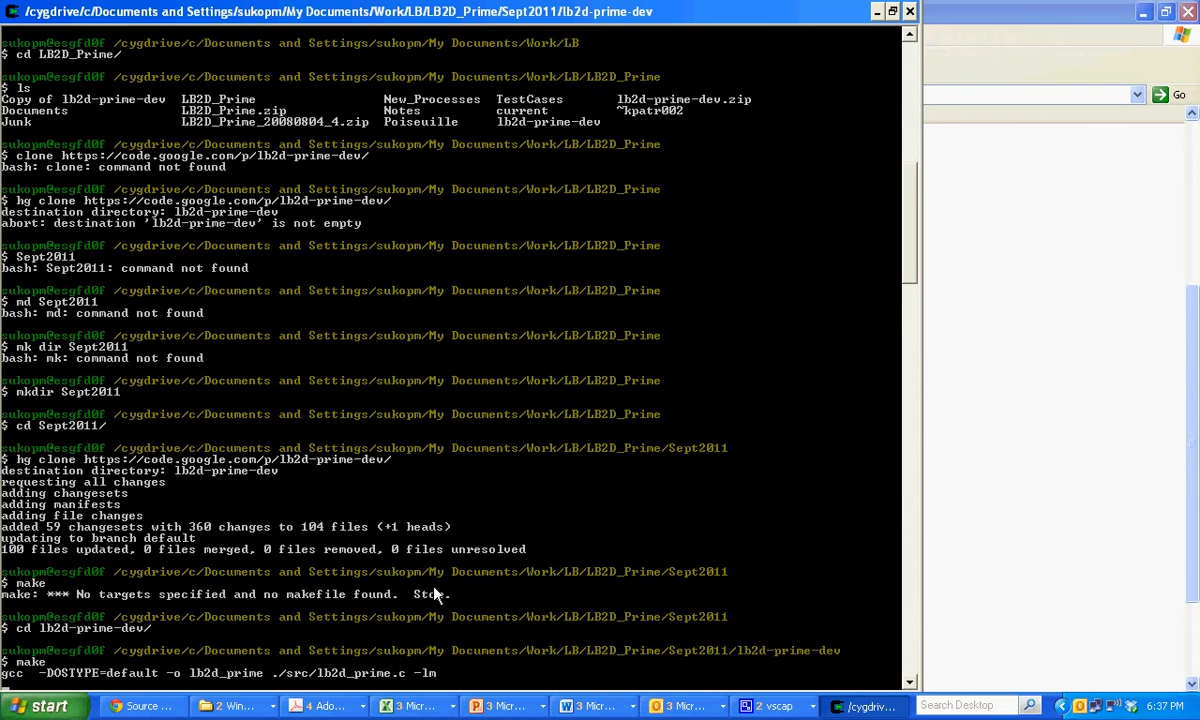 /cygdrive/c/Documents and Settings/sukopm/My Documents/Work/LB/LB2D_Prime/Sept2011/lb2d-prime-dev
sukopm@esgfd0f /cygdrive/c/Documents and Settings/sukopm/My Documents/Work/LB
$ cd LB2D_Prime/
sukopm@esgfd0f /cygdrive/c/Documents and Settings/sukopm/My Documents/Work/LB/LB2D_Prime
$ ls
Copy of lb2d-prime-dev LB2D_Prime New_Processes TestCases lb2d-prime-dev.zip
Documents LB2D_Prime.zip Notes current ~kpatr002
Junk LB2D_Prime_20080804_4.zip Poiseuille lb2d-prime-dev
sukopm@esgfd0f /cygdrive/c/Documents and Settings/sukopm/My Documents/Work/LB/LB2D_Prime
$ clone https://code.google.com/p/lb2d-prime-dev/
bash: clone: command not found
sukopm@esgfd0f /cygdrive/c/Documents and Settings/sukopm/My Documents/Work/LB/LB2D_Prime
$ hg clone https://code.google.com/p/lb2d-prime-dev/
destination directory: lb2d-prime-dev
abort: destination 'lb2d-prime-dev' is not empty
sukopm@esgfd0f /cygdrive/c/Documents and Settings/sukopm/My Documents/Work/LB/LB2D_Prime
$ Sept2011
bash: Sept2011: command not found
sukopm@esgfd0f /cygdrive/c/Documents and Settings/sukopm/My Documents/Work/LB/LB2D_Prime
$ md Sept2011
bash: md: command not found
sukopm@esgfd0f /cygdrive/c/Documents and Settings/sukopm/My Documents/Work/LB/LB2D_Prime
$ mk dir Sept2011
bash: mk: command not found
sukopm@esgfd0f /cygdrive/c/Documents and Settings/sukopm/My Documents/Work/LB/LB2D_Prime
$ mkdir Sept2011
sukopm@esgfd0f /cygdrive/c/Documents and Settings/sukopm/My Documents/Work/LB/LB2D_Prime
$ cd Sept2011/
sukopm@esgfd0f /cygdrive/c/Documents and Settings/sukopm/My Documents/Work/LB/LB2D_Prime/Sept2011
$ hg clone https://code.google.com/p/lb2d-prime-dev/
destination directory: lb2d-prime-dev
requesting all changes
adding changesets
adding manifests
adding file changes
added 59 changesets with 360 changes to 104 files (+1 heads)
updating to branch default
100 files updated, 0 files merged, 0 files removed, 0 files unresolved
sukopm@esgfd0f /cygdrive/c/Documents and Settings/sukopm/My Documents/Work/LB/LB2D_Prime/Sept2011
$ make
make: *** No targets specified and no makefile found. Stop.
sukopm@esgfd0f /cygdrive/c/Documents and Settings/sukopm/My Documents/Work/LB/LB2D_Prime/Sept2011
$ cd lb2d-prime-dev/
sukopm@esgfd0f /cygdrive/c/Documents and Settings/sukopm/My Documents/Work/LB/LB2D_Prime/Sept2011/lb2d-prime-dev
$ make
gcc -DOSTYPE=default -o lb2d_prime ./src/lb2d_prime.c -lm
Go
start Source ... 2 Win... 4 Ado... 3 Micr... 3 Micr... 3 Micr... 3 Micr... 2 vscap /cygdriv... Search Desktop 6:37 PM